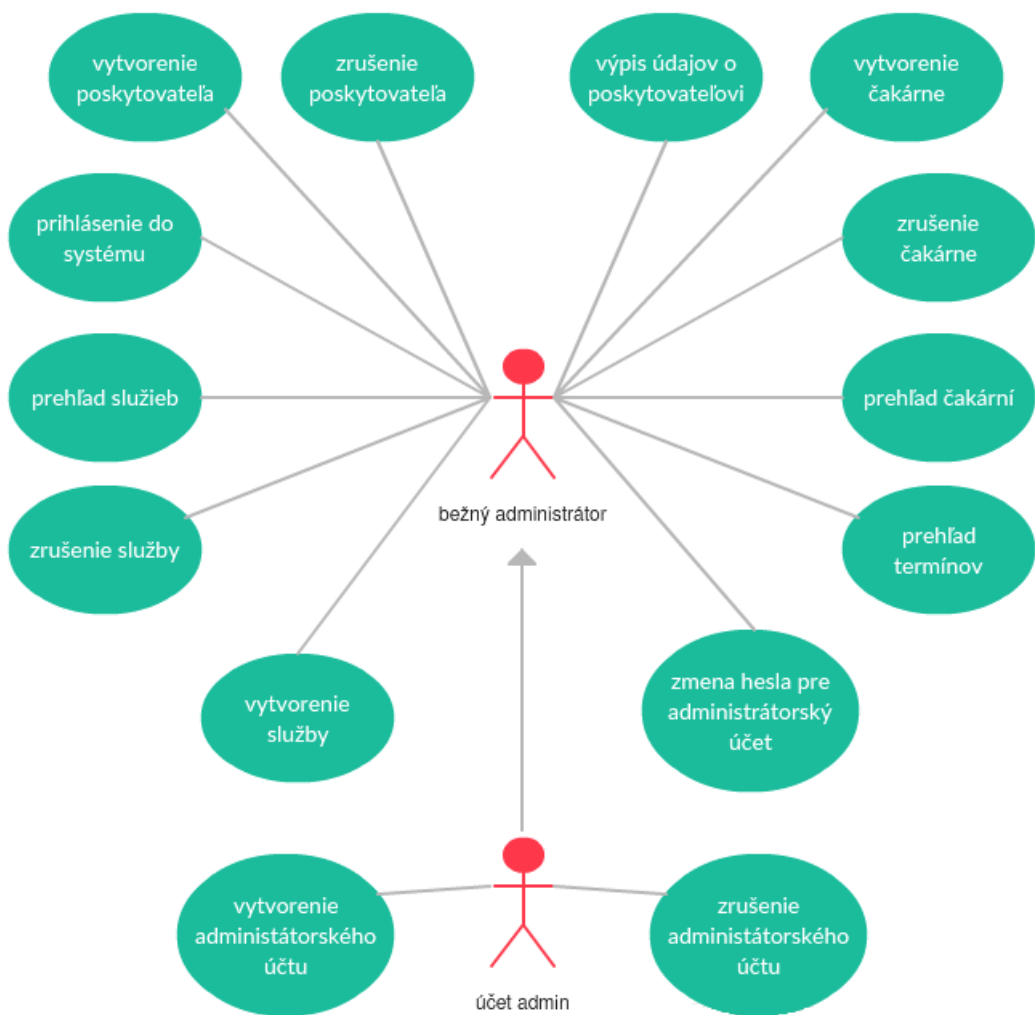 vytvorenie
poskytovateľa
zrušenie
poskytovateľa
výpis údajov o
poskytovateľovi
vytvorenie
čakárne
prihlásenie do
systému
zrušenie
čakárne
prehľad služieb
prehľad čakární
bežný administrátor
zrušenie služby
prehľad
termínov
vytvorenie
služby
zmena hesla pre
administrátorský
účet
vytvorenie
administátorského
účtu
zrušenie
administátorského
účtu
účet admin